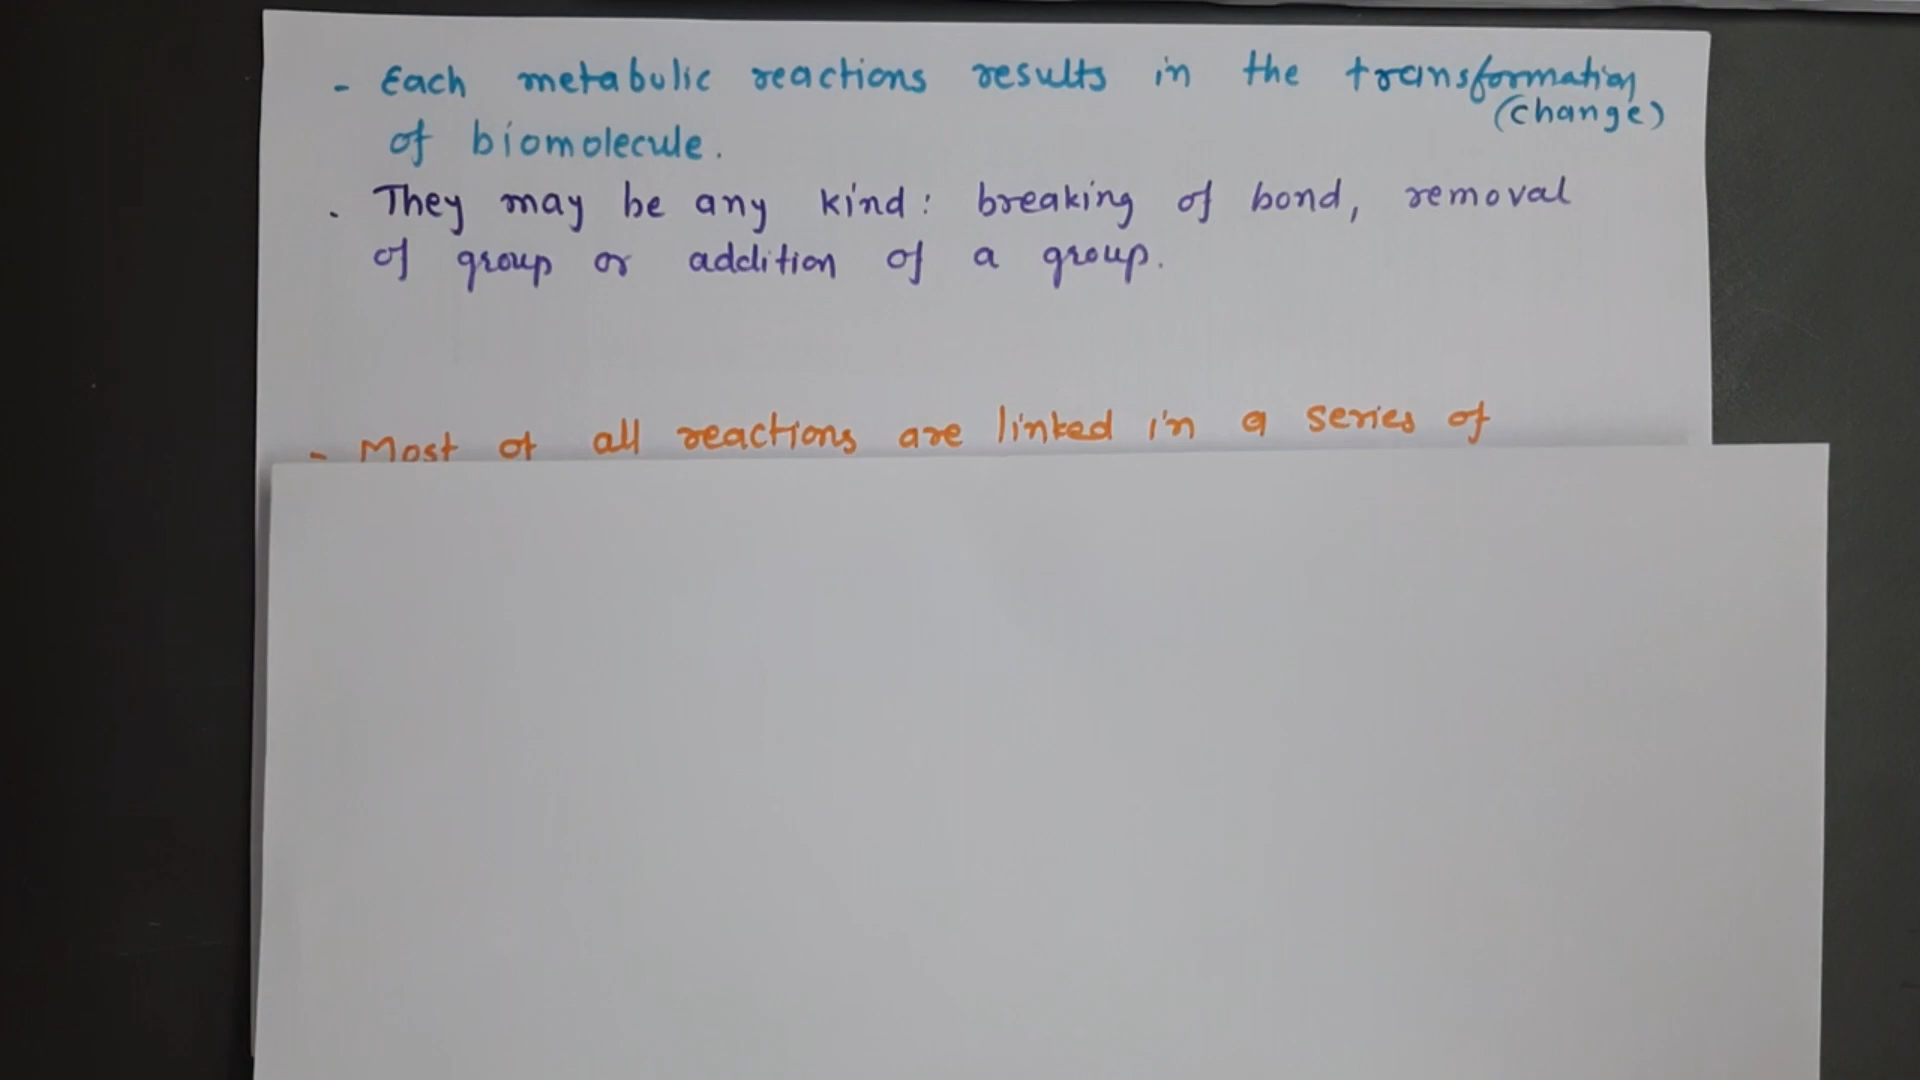 - Each metabolic reactions results in the transformation
(change)
of biomolecule.
. They may be any kind: breaking of bond, removal
of group or addition of a group.
- Most of all reactions are linked in a series of